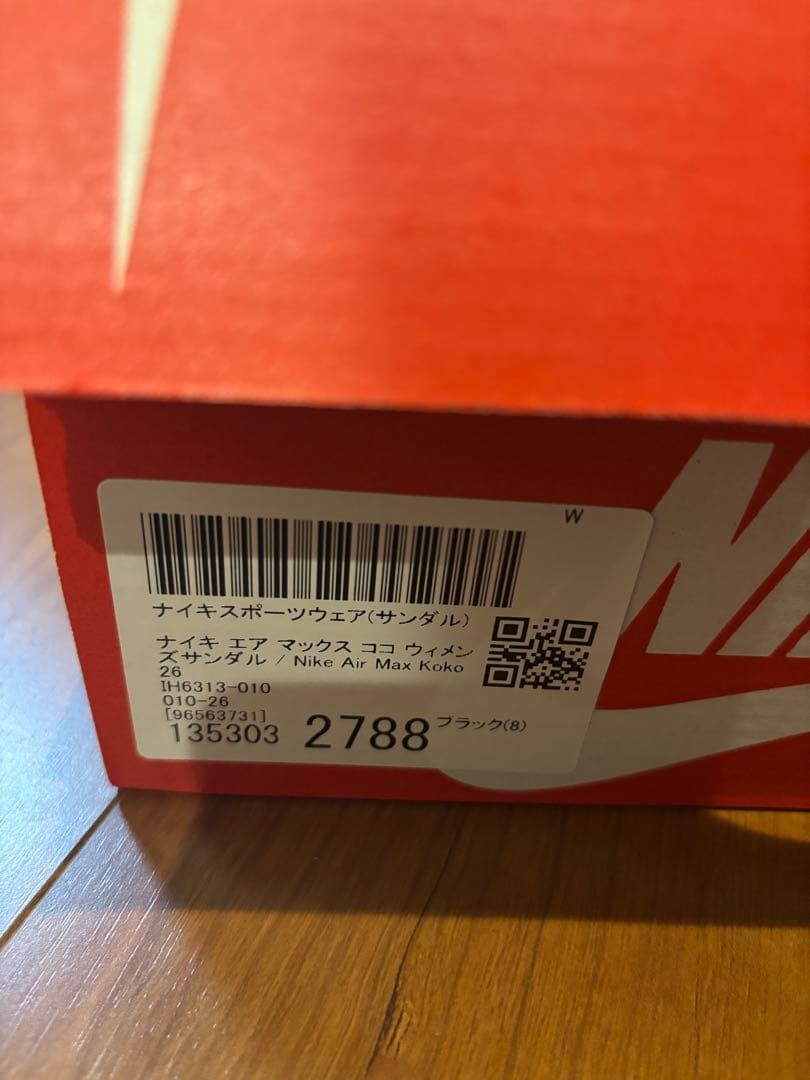 W
ナイキスポーツウェア(サンダル)
ナイキ エア マックス ココ ウィメン
ズサンダル / Nike Air Max Koko
26
IH6313-010
010-26
[96563731]
135303 2788 ブラック(8)